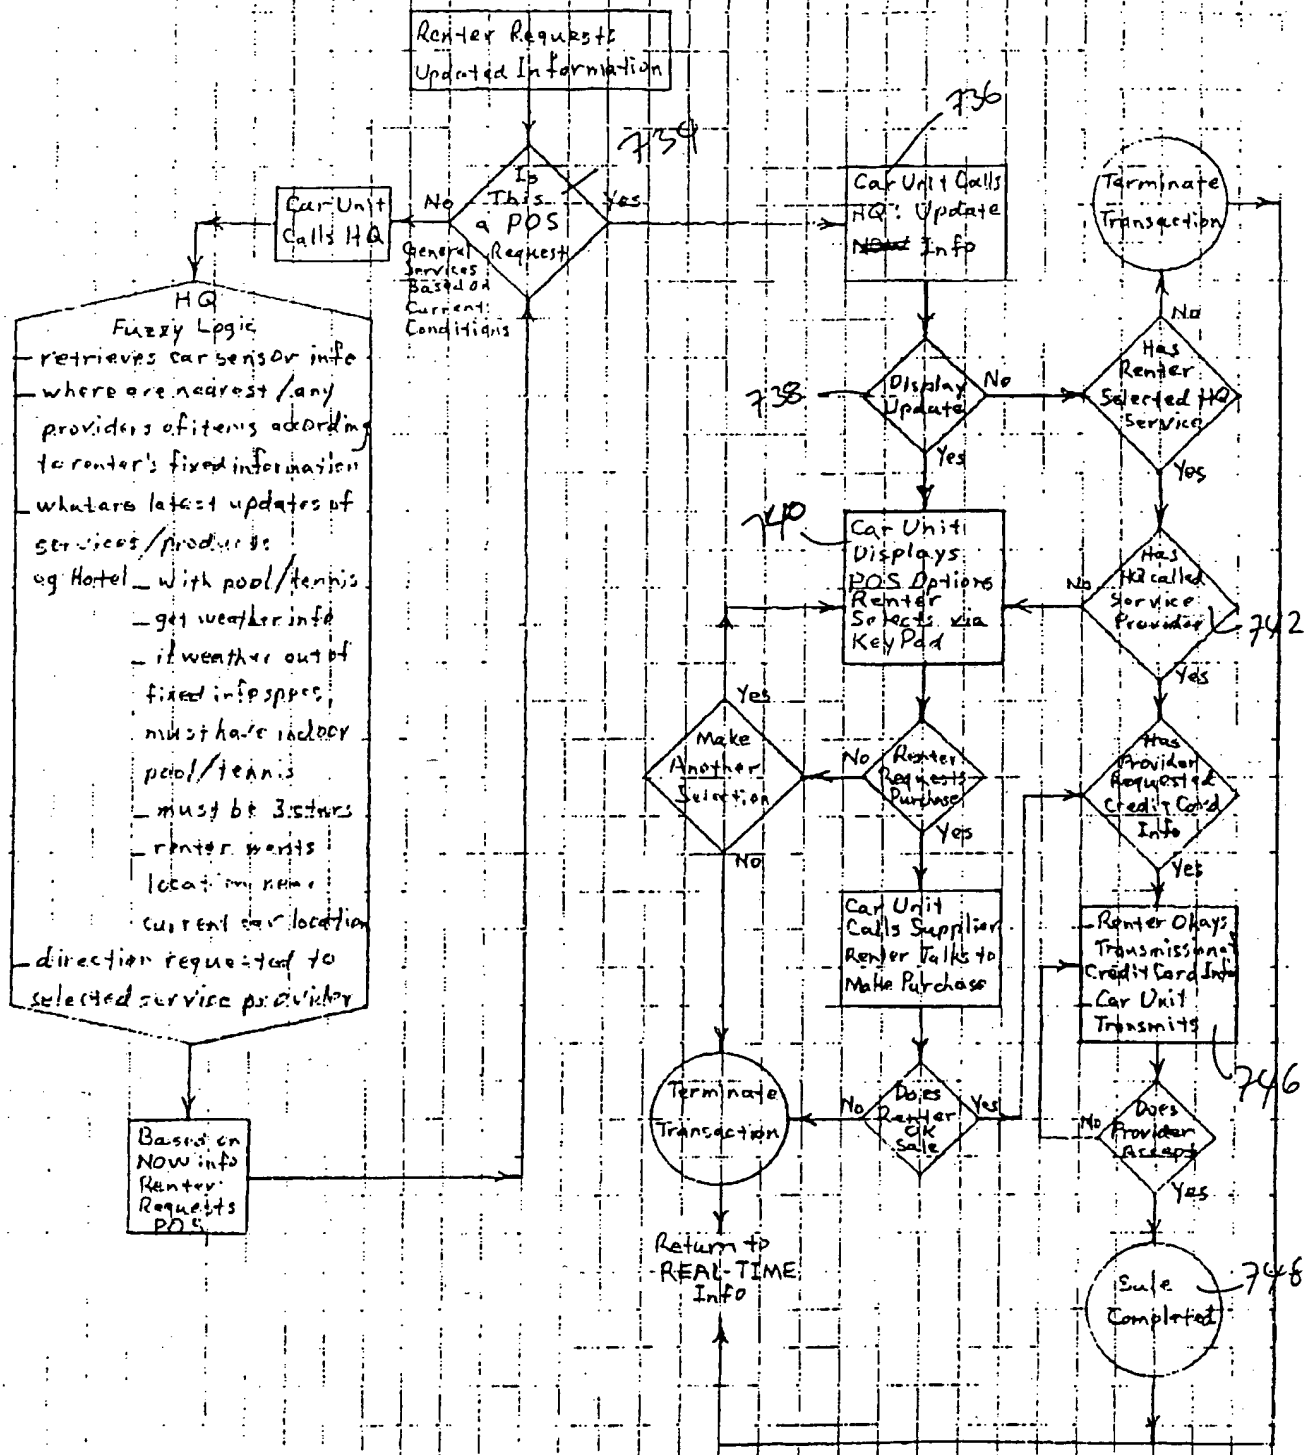 Renter Requests
Updated Information
734
Is
This
a POS
Request
No
Yes
General
Services
Based on
Current
Conditions
Car Unit
Calls HQ
HQ
Fuzzy Logic
- retrieves car sensor info
- where are nearest/any
providers of items according
to renter's fixed information
- what are latest updates of
services/products
eg Hotel - with pool/tennis
- get weather info
- if weather out of
fixed info specs,
must have indoor
pool/tennis
- must be 3 stars
- renter wants
location near
current car location
- direction requested to
selected service provider
Based on
NOW info
Renter
Requests
POS
736
Car Unit Calls
HQ: Update
NOW Info
738
Display
Update
No
Yes
740
Car Unit
Displays
POS Options
Renter
Selects via
KeyPad
Renter
Requests
Purchase
No
Yes
Make
Another
Selection
Yes
No
Car Unit
Calls Supplier
Renter Talks to
Make Purchase
Does
Renter
OK
Sale
No
Yes
Terminate
Transaction
Return to
REAL-TIME
Info
Terminate
Transaction
No
Has
Renter
Selected HQ
Service
Yes
Has
HQ called
Service
Provider
No
742
Yes
Has
Provider
Requested
Credit Card
Info
Yes
- Renter Okays
Transmission of
Credit Card Info
- Car Unit
Transmits
746
Does
Provider
Accept
No
Yes
Sale
Completed
748